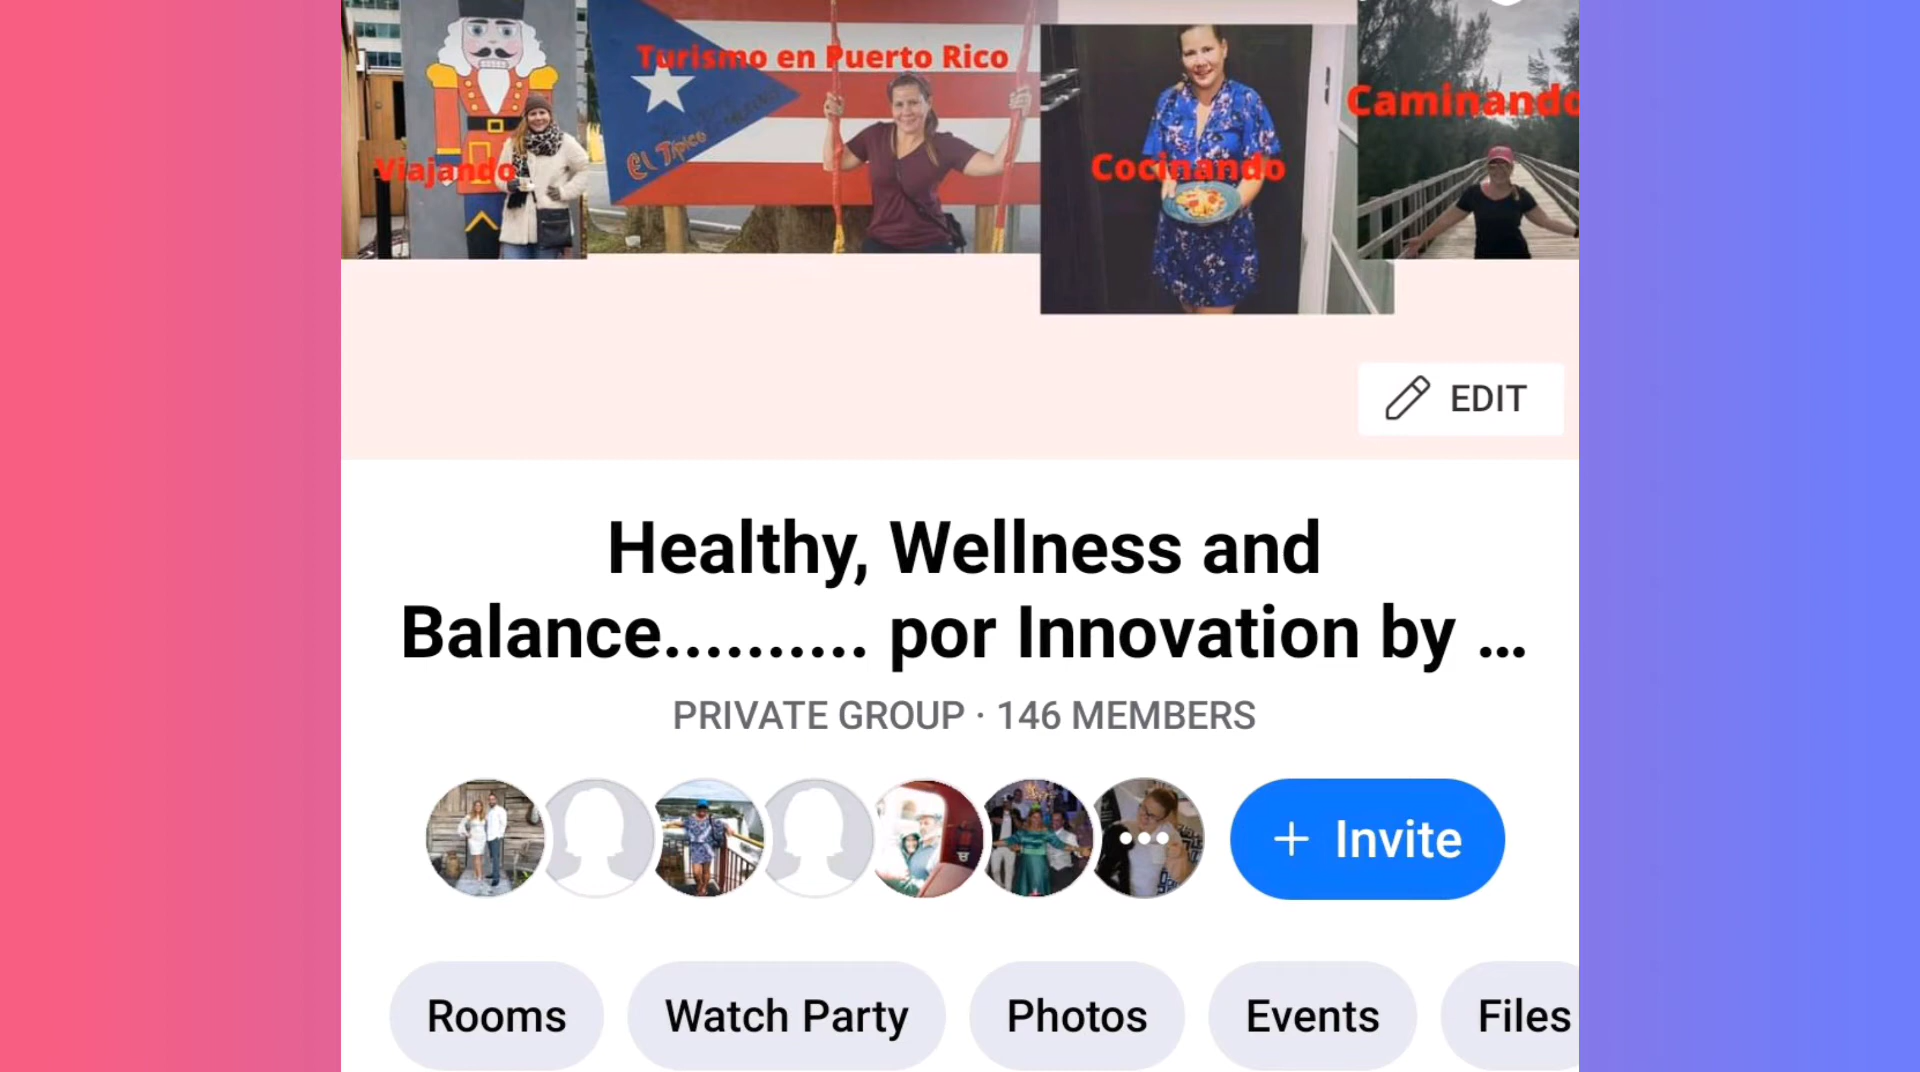 Turismo en Puerto Rico
El Típico
Viajando
Cocinando
Caminando
EDIT
Healthy, Wellness and
Balance.......... por Innovation by ...
PRIVATE GROUP · 146 MEMBERS
+ Invite
Rooms
Watch Party
Photos
Events
Files